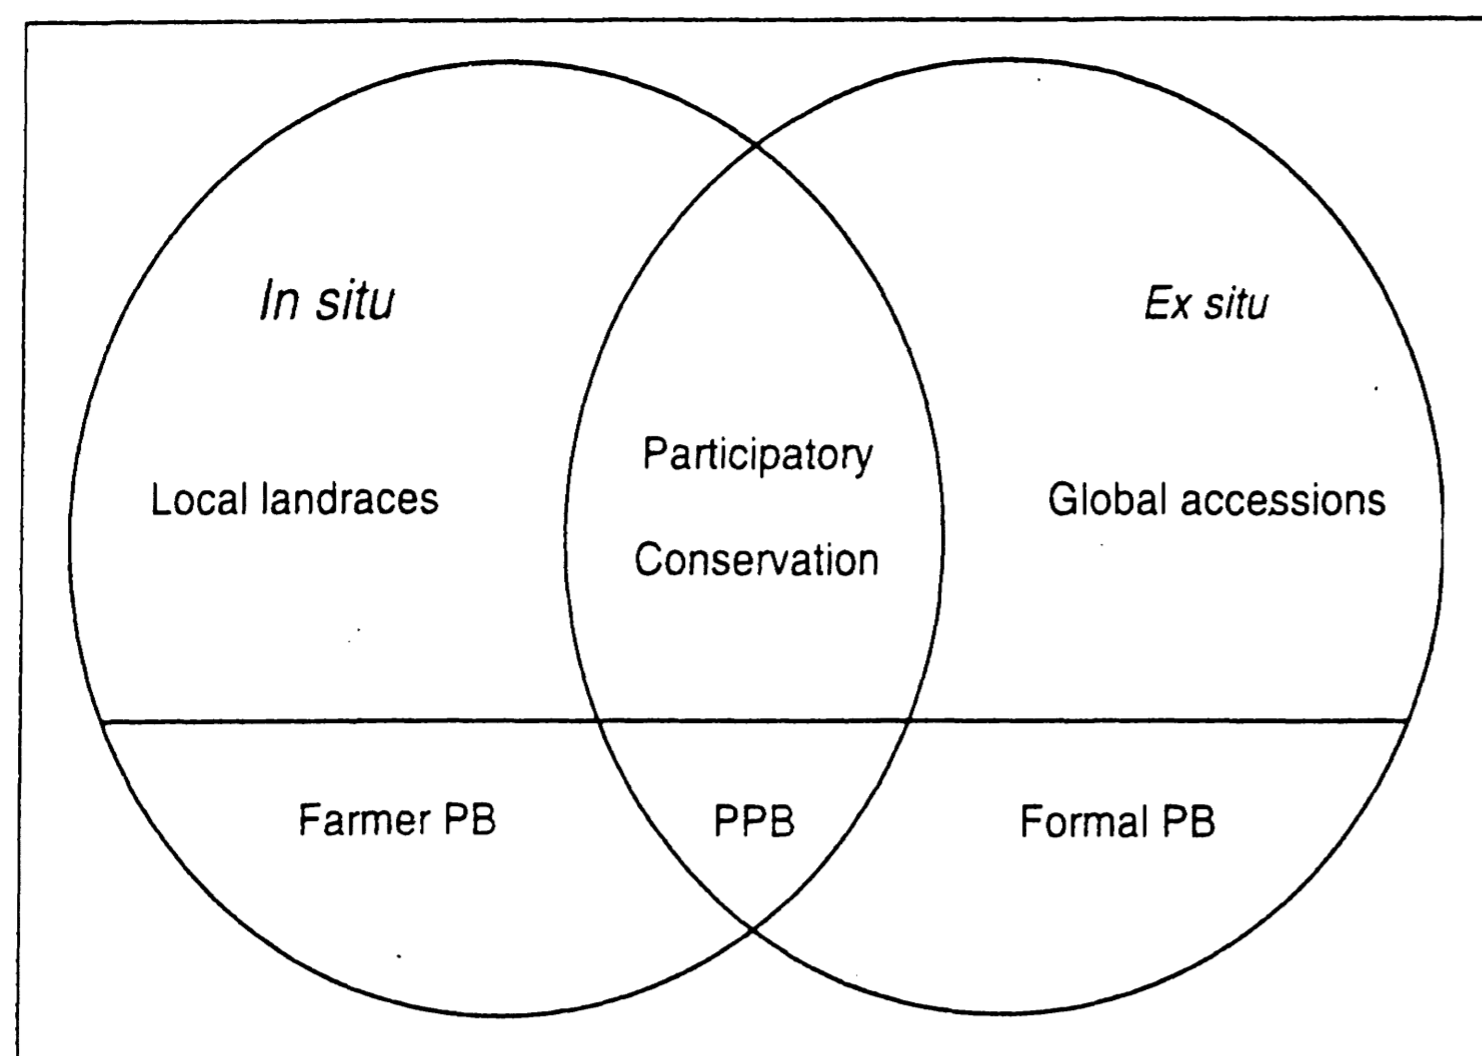 In situ
Ex situ
Participatory
Local landraces
Global accessions
Conservation
Farmer PB
PPB
Formal PB